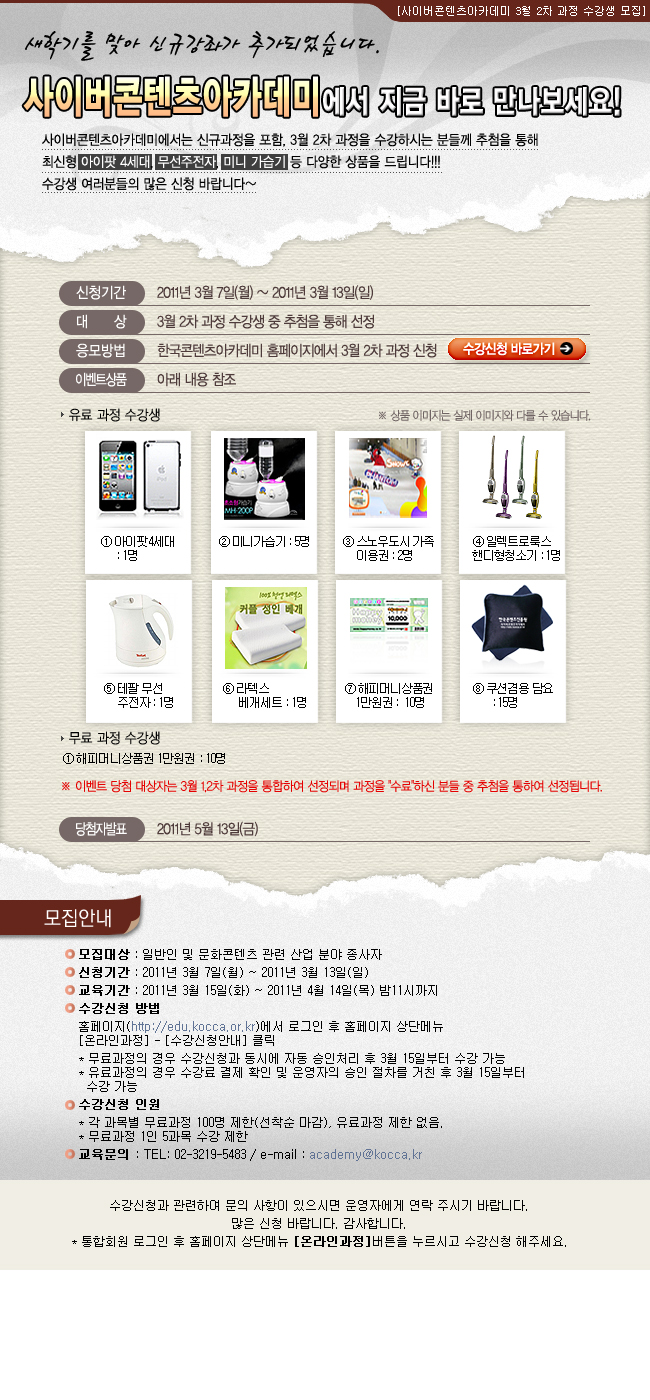 [사이버콘텐츠아카데미 3월 2차 과정 수강생 모집]
새학기를 맞아 신규강좌가 추가되었습니다.
사이버콘텐츠아카데미에서 지금 바로 만나보세요!
사이버콘텐츠아카데미에서는 신규과정을 포함, 3월 2차 과정을 수강하시는 분들께 추첨을 통해
최신형 아이팟 4세대 무선주전자, 미니 가습기 등 다양한 상품을 드립니다!!!
수강생 여러분들의 많은 신청 바랍니다~
신청기간 2011년 3월 7일(월) ~ 2011년 3월 13일(일)
대 상 3월 2차 과정 수강생 중 추첨을 통해 선정
응모방법 한국콘텐츠아카데미 홈페이지에서 3월 2차 과정 신청 수강신청 바로가기
이벤트상품 아래 내용 참조
유료 과정 수강생 ※ 상품 이미지는 실제 이미지와 다를 수 있습니다.
초소형가습기
MH-200P
① 아이팟4세대
: 1명
② 미니가습기 : 5명
③ 스노우도시 가족
이용권 : 2명
④ 일렉트로룩스
핸디형청소기 : 1명
100% 천연 라텍스
커플 성인 베개
Happy money
10,000
한국콘텐츠진흥원
Tefal
⑤ 테팔 무선
주전자 : 1명
⑥ 라텍스
베개세트 : 1명
⑦ 해피머니상품권
1만원권 : 10명
⑧ 쿠션겸용 담요
: 15명
무료 과정 수강생
① 해피머니상품권 1만원권 : 10명
※ 이벤트 당첨 대상자는 3월 1,2차 과정을 통합하여 선정되며 과정을 "수료"하신 분들 중 추첨을 통하여 선정됩니다.
당첨자발표 2011년 5월 13일(금)
모집안내
모집대상 : 일반인 및 문화콘텐츠 관련 산업 분야 종사자
신청기간 : 2011년 3월 7일(월) ~ 2011년 3월 13일(일)
교육기간 : 2011년 3월 15일(화) ~ 2011년 4월 14일(목) 밤11시까지
수강신청 방법
홈페이지(http://edu.kocca.or.kr)에서 로그인 후 홈페이지 상단메뉴
[온라인과정] - [수강신청안내] 클릭
* 무료과정의 경우 수강신청과 동시에 자동 승인처리 후 3월 15일부터 수강 가능
* 유료과정의 경우 수강료 결제 확인 및 운영자의 승인 절차를 거친 후 3월 15일부터
수강 가능
수강신청 인원
* 각 과목별 무료과정 100명 제한(선착순 마감), 유료과정 제한 없음.
* 무료과정 1인 5과목 수강 제한
교육문의 : TEL: 02-3219-5483 / e-mail : academy@kocca.kr
수강신청과 관련하여 문의 사항이 있으시면 운영자에게 연락 주시기 바랍니다.
많은 신청 바랍니다. 감사합니다.
* 통합회원 로그인 후 홈페이지 상단메뉴 [온라인과정]버튼을 누르시고 수강신청 해주세요.